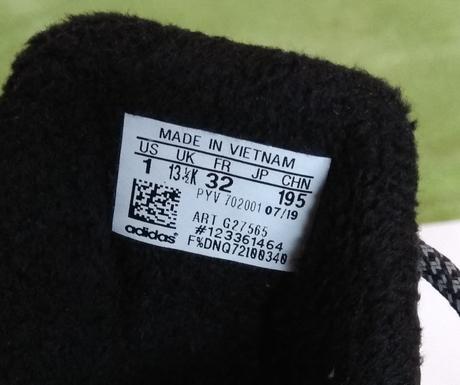 MADE IN VIETNAM
US UK FR JP CHN
1 13½K 32 195
PYV 702001 07/19
ART G27565
#123361464
adidas F%DNQ72100340